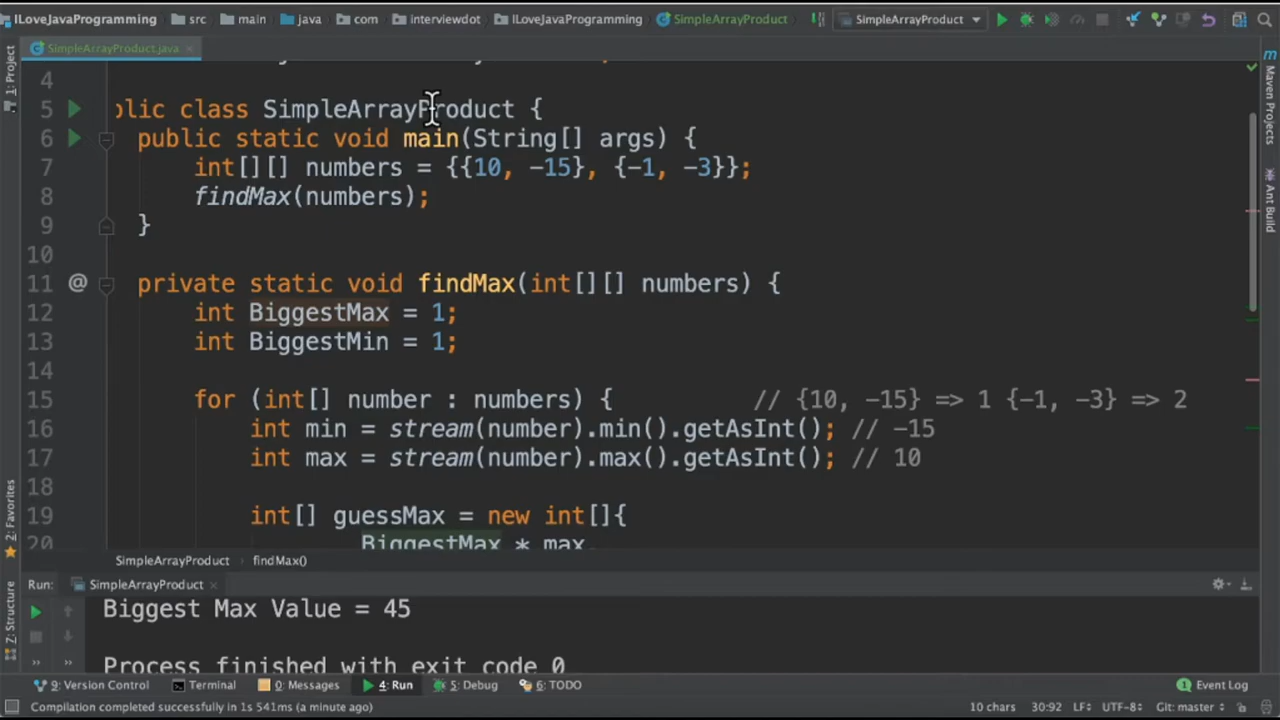 ILoveJavaProgramming src main java com interviewdot ILoveJavaProgramming SimpleArrayProduct SimpleArrayProduct
SimpleArrayProduct.java
1: Project
4
5 blic class SimpleArrayProduct {
6 public static void main(String[] args) {
7 int[][] numbers = {{10, -15}, {-1, -3}};
8 findMax(numbers);
9 }
10
11 @ private static void findMax(int[][] numbers) {
12 int BiggestMax = 1;
13 int BiggestMin = 1;
14
15 for (int[] number : numbers) { // {10, -15} => 1 {-1, -3} => 2
16 int min = stream(number).min().getAsInt(); // -15
17 int max = stream(number).max().getAsInt(); // 10
18
19 int[] guessMax = new int[]{
20 BiggestMax * max,
Maven Projects
Ant Build
2: Favorites
Z: Structure
SimpleArrayProduct findMax()
Run: SimpleArrayProduct
Biggest Max Value = 45
Process finished with exit code 0
9: Version Control Terminal 0: Messages 4: Run 5: Debug 6: TODO Event Log
Compilation completed successfully in 1s 541ms (a minute ago) 10 chars 30:92 LF UTF-8 Git: master